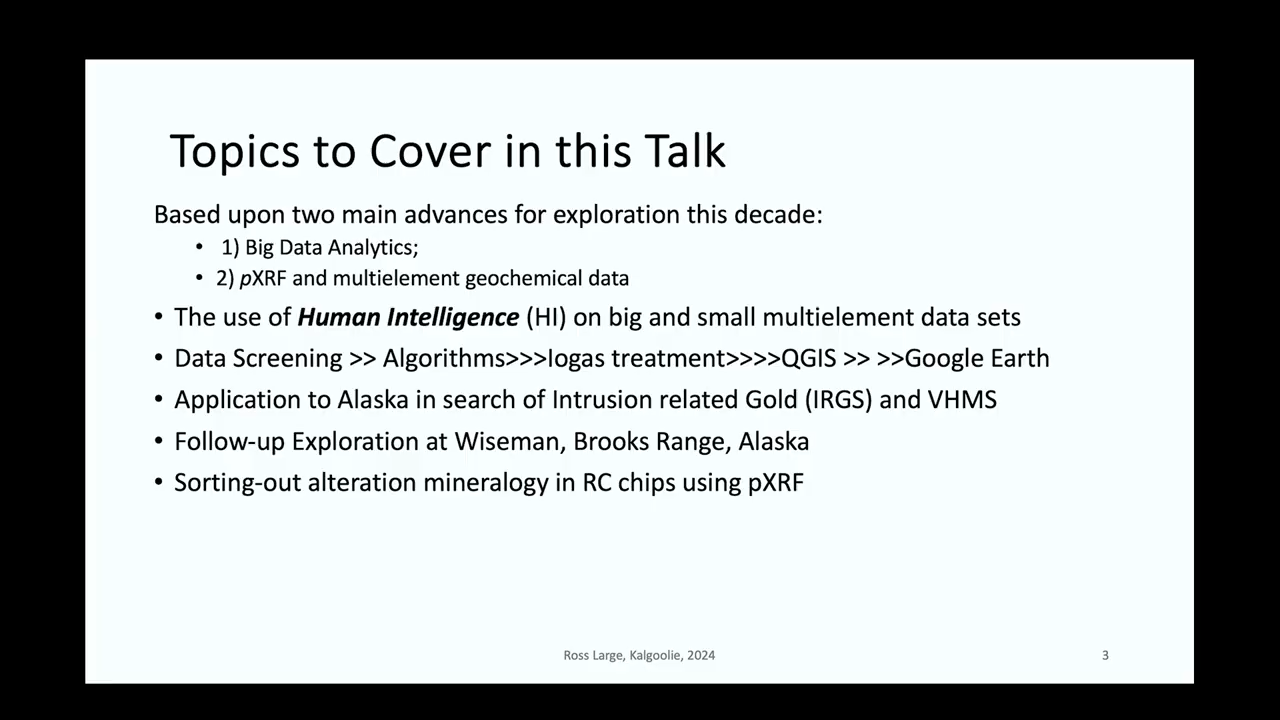 Topics to Cover in this Talk
Based upon two main advances for exploration this decade:
• 1) Big Data Analytics;
• 2) pXRF and multielement geochemical data
• The use of Human Intelligence (HI) on big and small multielement data sets
• Data Screening >> Algorithms>>>Iogas treatment>>>>QGIS >> >>Google Earth
• Application to Alaska in search of Intrusion related Gold (IRGS) and VHMS
• Follow-up Exploration at Wiseman, Brooks Range, Alaska
• Sorting-out alteration mineralogy in RC chips using pXRF
Ross Large, Kalgoolie, 2024
3